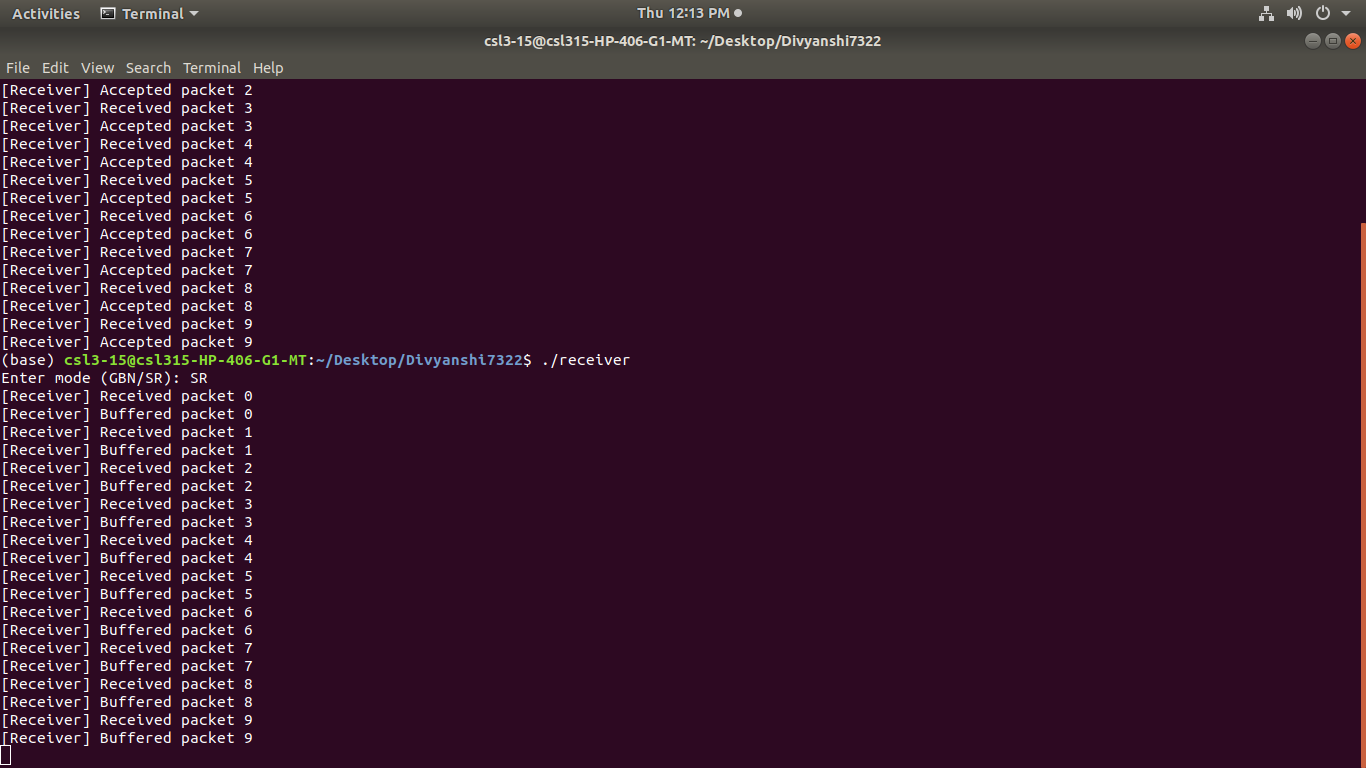 Activities Terminal Thu 12:13 PM
csl3-15@csl315-HP-406-G1-MT: ~/Desktop/Divyanshi7322
File Edit View Search Terminal Help
[Receiver] Accepted packet 2
[Receiver] Received packet 3
[Receiver] Accepted packet 3
[Receiver] Received packet 4
[Receiver] Accepted packet 4
[Receiver] Received packet 5
[Receiver] Accepted packet 5
[Receiver] Received packet 6
[Receiver] Accepted packet 6
[Receiver] Received packet 7
[Receiver] Accepted packet 7
[Receiver] Received packet 8
[Receiver] Accepted packet 8
[Receiver] Received packet 9
[Receiver] Accepted packet 9
(base) csl3-15@csl315-HP-406-G1-MT:~/Desktop/Divyanshi7322$ ./receiver
Enter mode (GBN/SR): SR
[Receiver] Received packet 0
[Receiver] Buffered packet 0
[Receiver] Received packet 1
[Receiver] Buffered packet 1
[Receiver] Received packet 2
[Receiver] Buffered packet 2
[Receiver] Received packet 3
[Receiver] Buffered packet 3
[Receiver] Received packet 4
[Receiver] Buffered packet 4
[Receiver] Received packet 5
[Receiver] Buffered packet 5
[Receiver] Received packet 6
[Receiver] Buffered packet 6
[Receiver] Received packet 7
[Receiver] Buffered packet 7
[Receiver] Received packet 8
[Receiver] Buffered packet 8
[Receiver] Received packet 9
[Receiver] Buffered packet 9